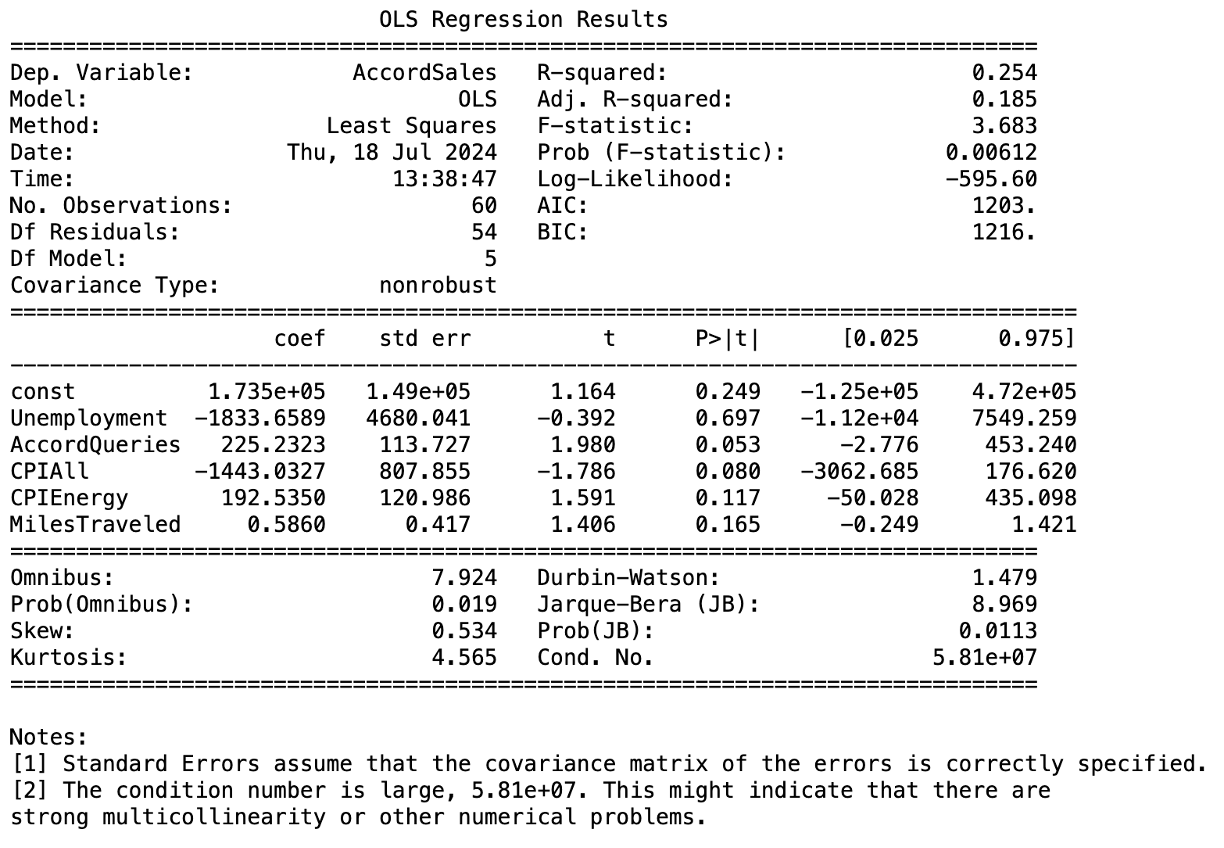 OLS Regression Results
==============================================================================
Dep. Variable: AccordSales R-squared: 0.254
Model: OLS Adj. R-squared: 0.185
Method: Least Squares F-statistic: 3.683
Date: Thu, 18 Jul 2024 Prob (F-statistic): 0.00612
Time: 13:38:47 Log-Likelihood: -595.60
No. Observations: 60 AIC: 1203.
Df Residuals: 54 BIC: 1216.
Df Model: 5
Covariance Type: nonrobust
=================================================================================
coef std err t P>|t| [0.025 0.975]
---------------------------------------------------------------------------------
const 1.735e+05 1.49e+05 1.164 0.249 -1.25e+05 4.72e+05
Unemployment -1833.6589 4680.041 -0.392 0.697 -1.12e+04 7549.259
AccordQueries 225.2323 113.727 1.980 0.053 -2.776 453.240
CPIAll -1443.0327 807.855 -1.786 0.080 -3062.685 176.620
CPIEnergy 192.5350 120.986 1.591 0.117 -50.028 435.098
MilesTraveled 0.5860 0.417 1.406 0.165 -0.249 1.421
==============================================================================
Omnibus: 7.924 Durbin-Watson: 1.479
Prob(Omnibus): 0.019 Jarque-Bera (JB): 8.969
Skew: 0.534 Prob(JB): 0.0113
Kurtosis: 4.565 Cond. No. 5.81e+07
==============================================================================
Notes:
[1] Standard Errors assume that the covariance matrix of the errors is correctly specified.
[2] The condition number is large, 5.81e+07. This might indicate that there are
strong multicollinearity or other numerical problems.